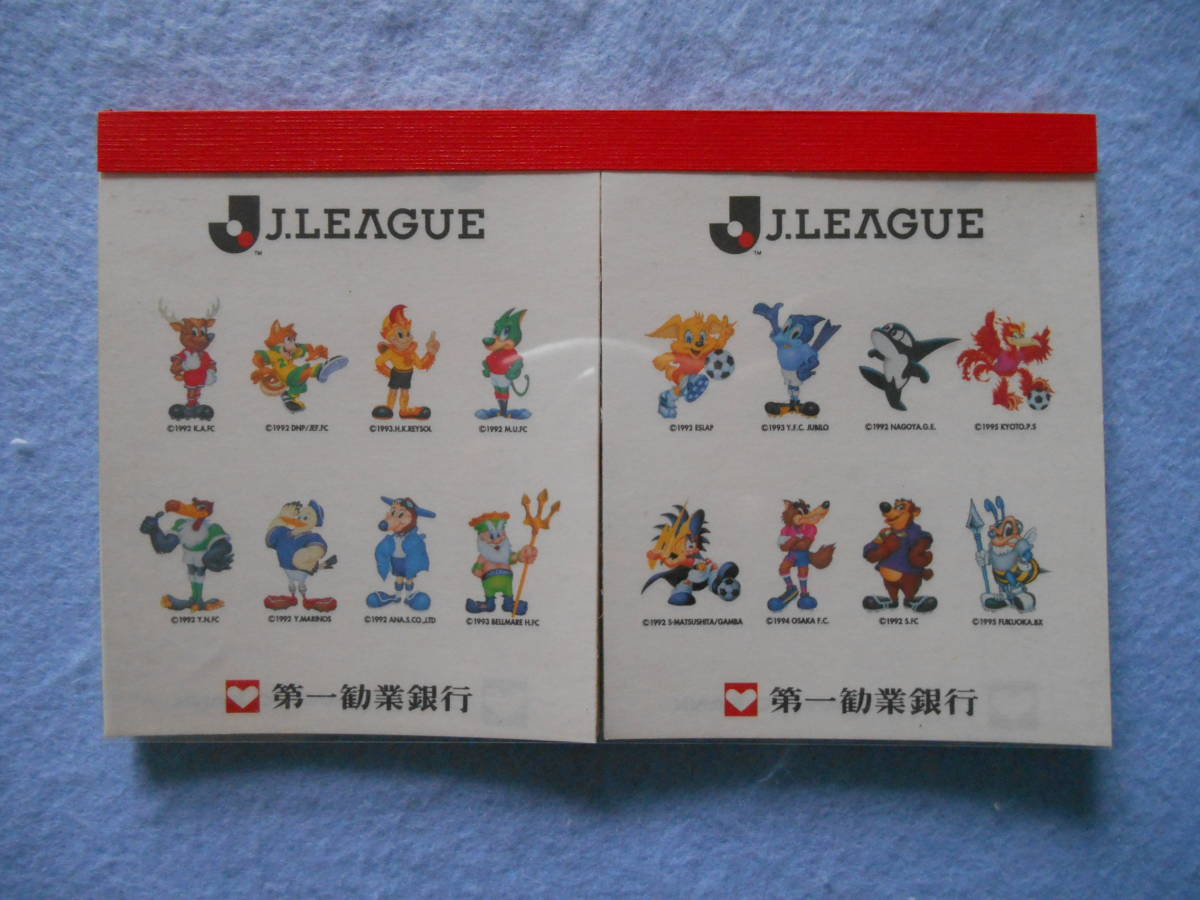 J.LEAGUE
TM
©1992 K.A.FC ©1992 DNP/JEF.FC ©1993.H.K.REYSOL ©1992 M.U.FC
©1992 Y.N.FC ©1992 Y.MARINOS ©1992 ANA.S.CO.,LTD ©1993 BELLMARE H.FC
第一勧業銀行
J.LEAGUE
TM
©1992 ESLAP ©1993 Y.F.C. JUBILO ©1992 NAGOYA.G.E. ©1995 KYOTO.P.S
©1992 S-MATSUSHITA/GAMBA ©1994 OSAKA F.C. ©1992 S.FC ©1995 FUKUOKA.BX
第一勧業銀行